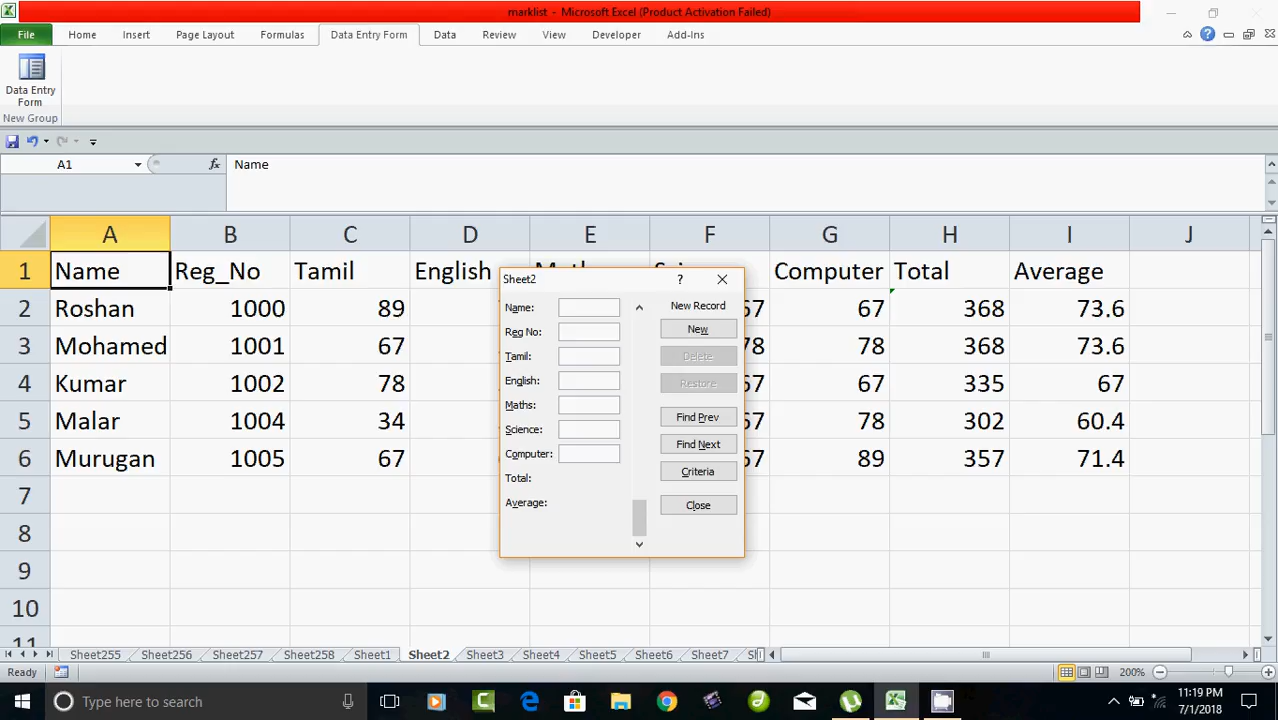 marklist - Microsoft Excel (Product Activation Failed)
File Home Insert Page Layout Formulas Data Entry Form Data Review View Developer Add-Ins
Data Entry
Form
New Group
A1 fx Name
A B C D E F G H I J
1 Name Reg_No Tamil English Computer Total Average
2 Roshan 1000 89 67 67 368 73.6
3 Mohamed 1001 67 78 78 368 73.6
4 Kumar 1002 78 67 67 335 67
5 Malar 1004 34 67 78 302 60.4
6 Murugan 1005 67 67 89 357 71.4
7
8
9
10
11
Sheet2 ?
Name: New Record
Reg No: New
Tamil: Delete
English: Restore
Maths: Find Prev
Science: Find Next
Computer: Criteria
Total:
Average: Close
Sheet255 Sheet256 Sheet257 Sheet258 Sheet1 Sheet2 Sheet3 Sheet4 Sheet5 Sheet6 Sheet7
Ready 200%
Type here to search
11:19 PM
7/1/2018